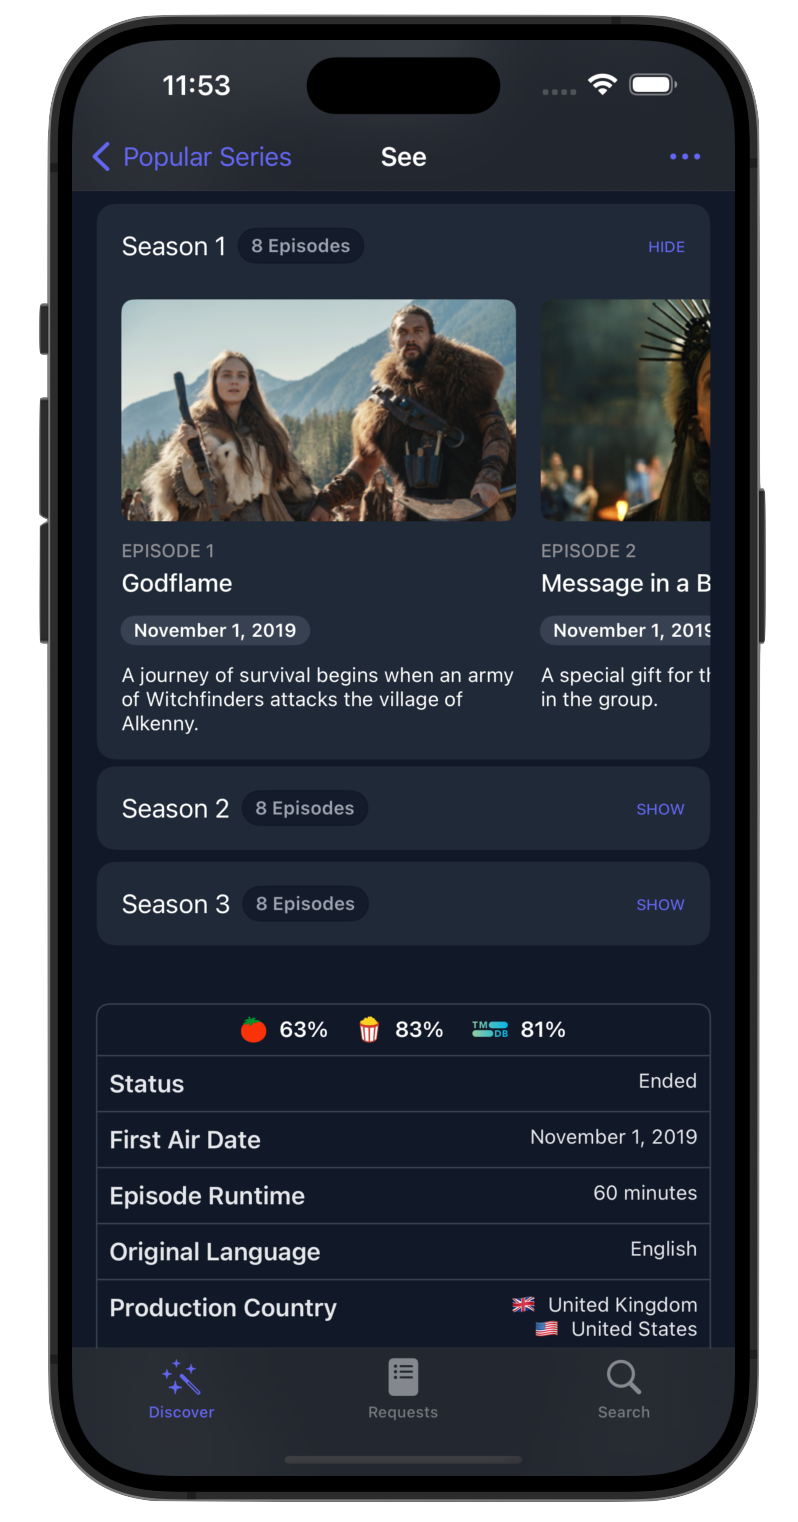 11:53
Popular Series
See
Season 1
8 Episodes
HIDE
EPISODE 1
Godflame
November 1, 2019
A journey of survival begins when an army
of Witchfinders attacks the village of
Alkenny.
EPISODE 2
Message in a B
November 1, 2019
A special gift for th
in the group.
Season 2
8 Episodes
SHOW
Season 3
8 Episodes
SHOW
63%
83%
TMDB
81%
Status
Ended
First Air Date
November 1, 2019
Episode Runtime
60 minutes
Original Language
English
Production Country
United Kingdom
United States
Discover
Requests
Search